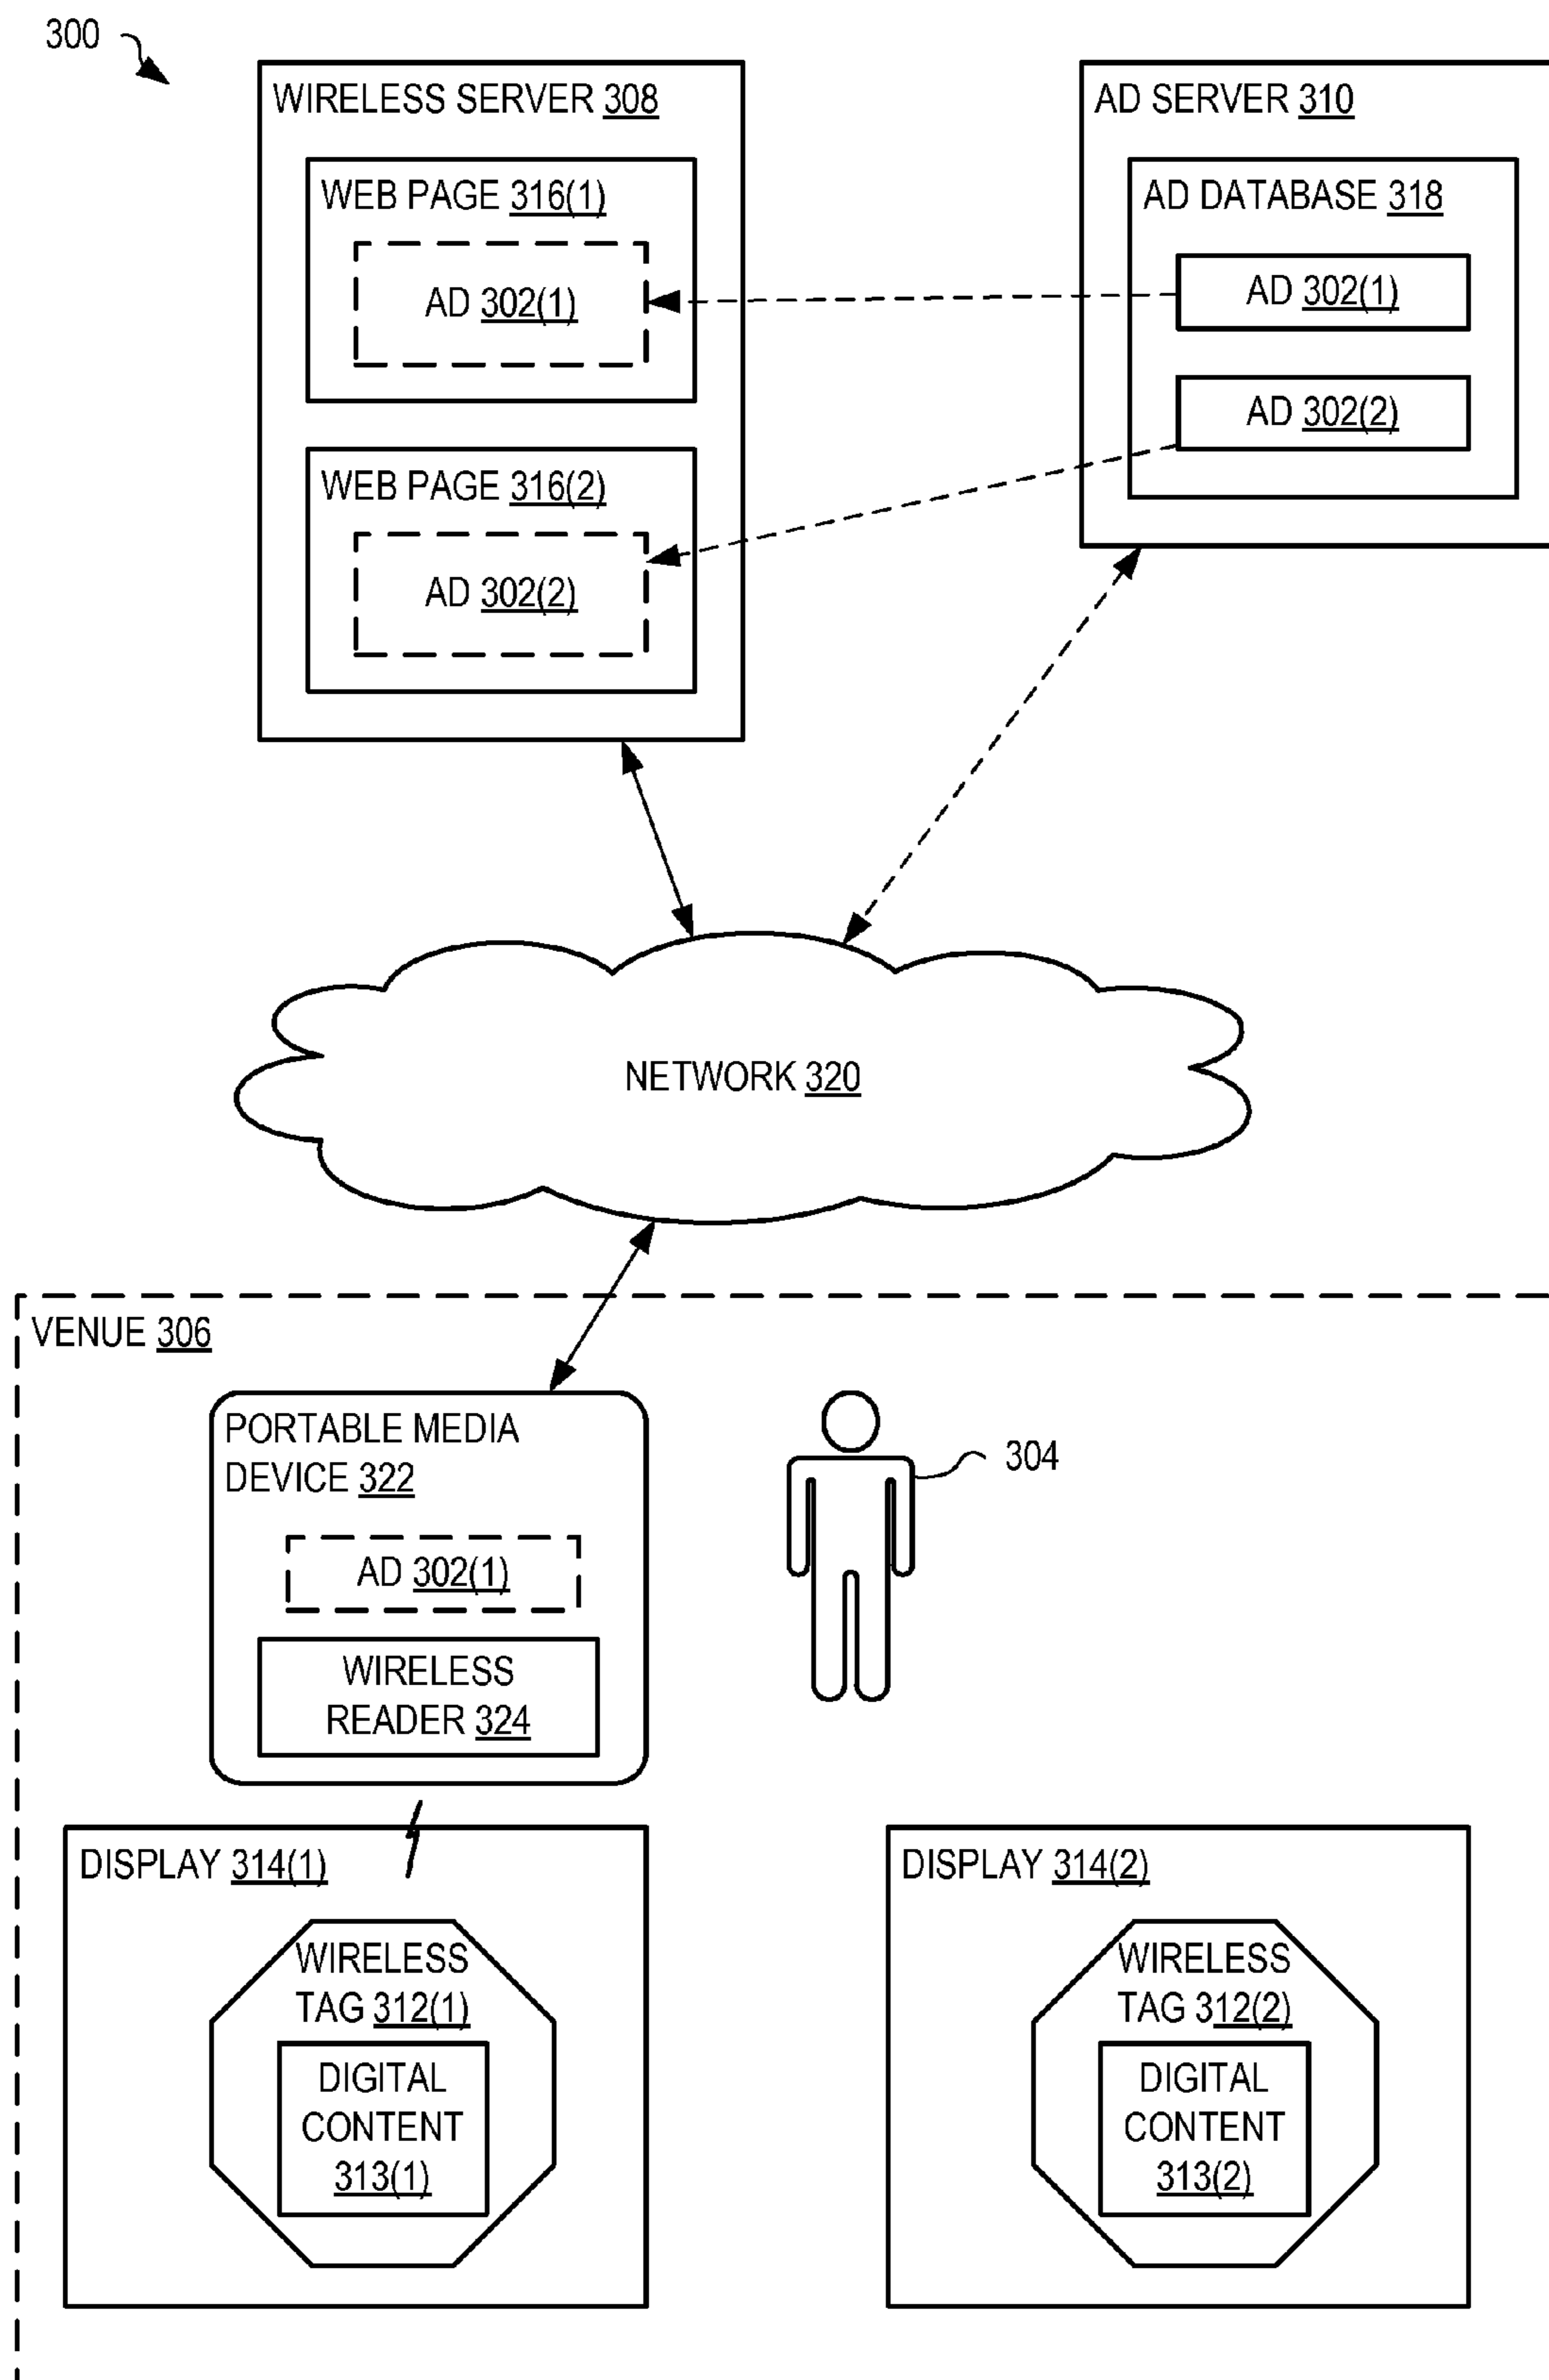 300
WIRELESS SERVER 308
WEB PAGE 316(1)
AD 302(1)
WEB PAGE 316(2)
AD 302(2)
AD SERVER 310
AD DATABASE 318
AD 302(1)
AD 302(2)
NETWORK 320
VENUE 306
PORTABLE MEDIA
DEVICE 322
AD 302(1)
WIRELESS
READER 324
304
DISPLAY 314(1)
WIRELESS
TAG 312(1)
DIGITAL
CONTENT
313(1)
DISPLAY 314(2)
WIRELESS
TAG 312(2)
DIGITAL
CONTENT
313(2)